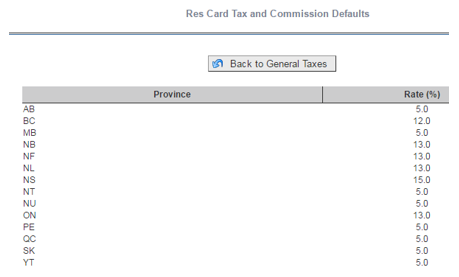 Res Card Tax and Commission Defaults
Back to General Taxes
Province Rate (%)
AB 5.0
BC 12.0
MB 5.0
NB 13.0
NF 13.0
NL 13.0
NS 15.0
NT 5.0
NU 5.0
ON 13.0
PE 5.0
QC 5.0
SK 5.0
YT 5.0